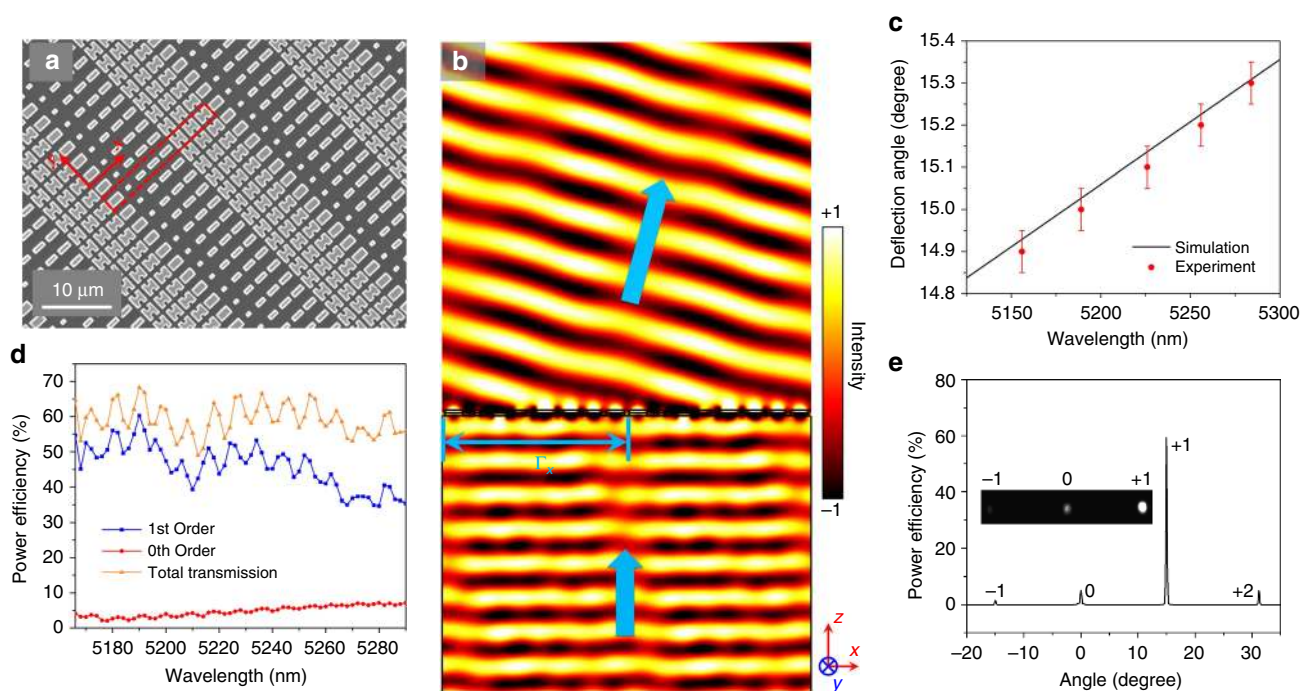 a
10 μm
b
Γx
+1
Intensity
−1
z
x
y
c
Deflection angle (degree)
15.4
15.3
15.2
15.1
15.0
14.9
14.8
Simulation
Experiment
5150 5200 5250 5300
Wavelength (nm)
d
Power efficiency (%)
70
60
50
40
30
20
10
0
1st Order
0th Order
Total transmission
5180 5200 5220 5240 5260 5280
Wavelength (nm)
e
Power efficiency (%)
80
60
40
20
0
+1
−1 0 +1
−1 0 +2
−20 −10 0 10 20 30
Angle (degree)